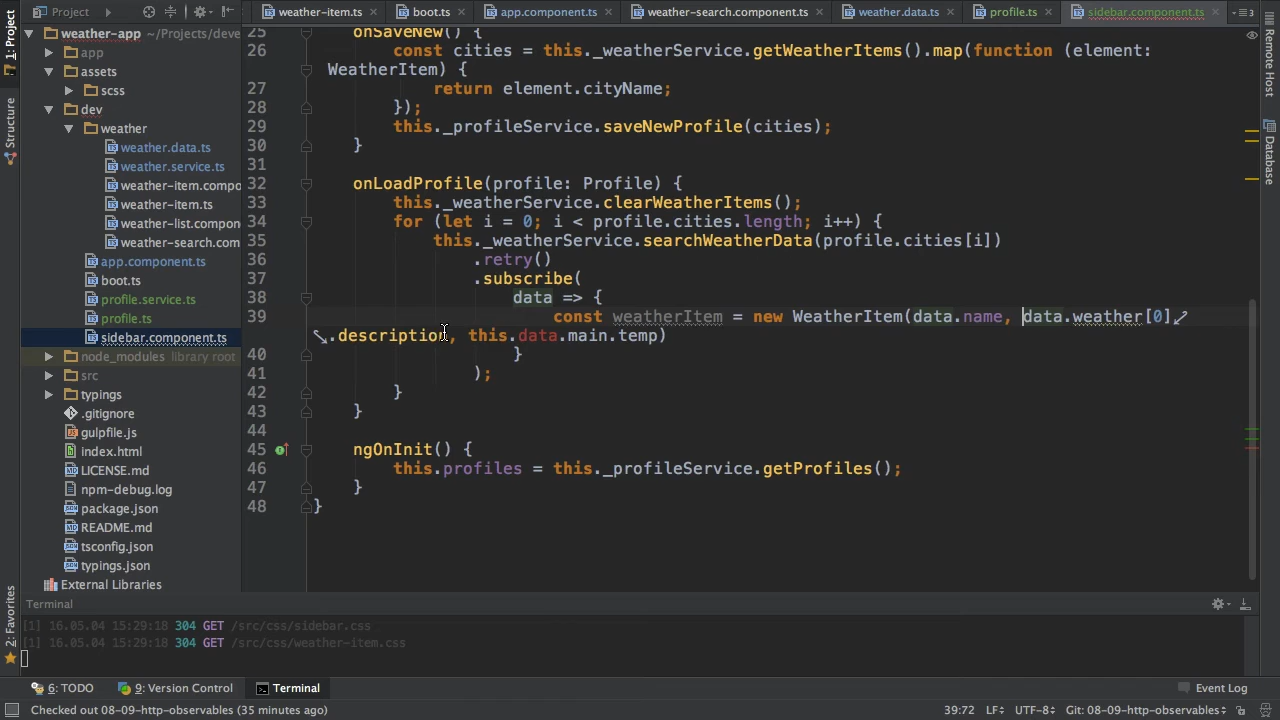 Project
weather-item.ts
boot.ts
app.component.ts
weather-search.component.ts
weather.data.ts
profile.ts
sidebar.component.ts
3
1: Project
Structure
2: Favorites
weather-app ~/Projects/deve
app
assets
scss
dev
weather
weather.data.ts
weather.service.ts
weather-item.compo
weather-item.ts
weather-list.compon
weather-search.com
app.component.ts
boot.ts
profile.service.ts
profile.ts
sidebar.component.ts
node_modules library root
src
typings
.gitignore
gulpfile.js
index.html
LICENSE.md
npm-debug.log
package.json
README.md
tsconfig.json
typings.json
External Libraries
25 onSaveNew() {
26 const cities = this._weatherService.getWeatherItems().map(function (element:
WeatherItem) {
27 return element.cityName;
28 });
29 this._profileService.saveNewProfile(cities);
30 }
31
32 onLoadProfile(profile: Profile) {
33 this._weatherService.clearWeatherItems();
34 for (let i = 0; i < profile.cities.length; i++) {
35 this._weatherService.searchWeatherData(profile.cities[i])
36 .retry()
37 .subscribe(
38 data => {
39 const weatherItem = new WeatherItem(data.name, data.weather[0]
.description, this.data.main.temp)
40 }
41 );
42 }
43 }
44
45 ngOnInit() {
46 this.profiles = this._profileService.getProfiles();
47 }
48 }
Remote Host
Database
Terminal
[1] 16.05.04 15:29:18 304 GET /src/css/sidebar.css
[1] 16.05.04 15:29:18 304 GET /src/css/weather-item.css
6: TODO
9: Version Control
Terminal
Event Log
Checked out 08-09-http-observables (35 minutes ago)
39:72 LF÷ UTF-8÷ Git: 08-09-http-observables÷